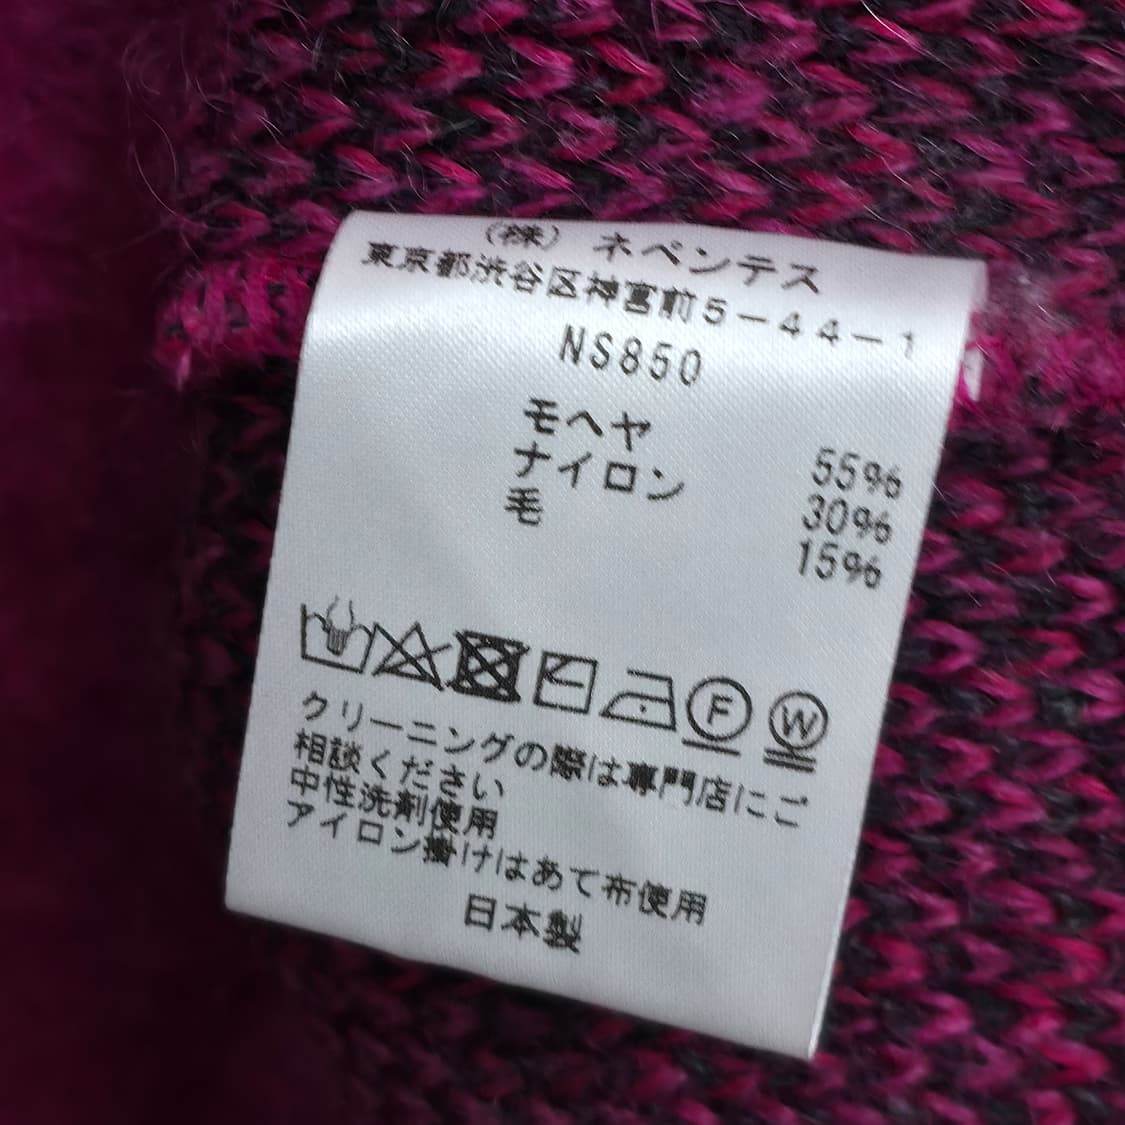 (株) ネペンテス
東京都渋谷区神宮前5-44-1
NS850
モヘヤ 55%
ナイロン 30%
毛 15%
F W
クリーニングの際は専門店にご
相談ください
中性洗剤使用
アイロン掛けはあて布使用
日本製